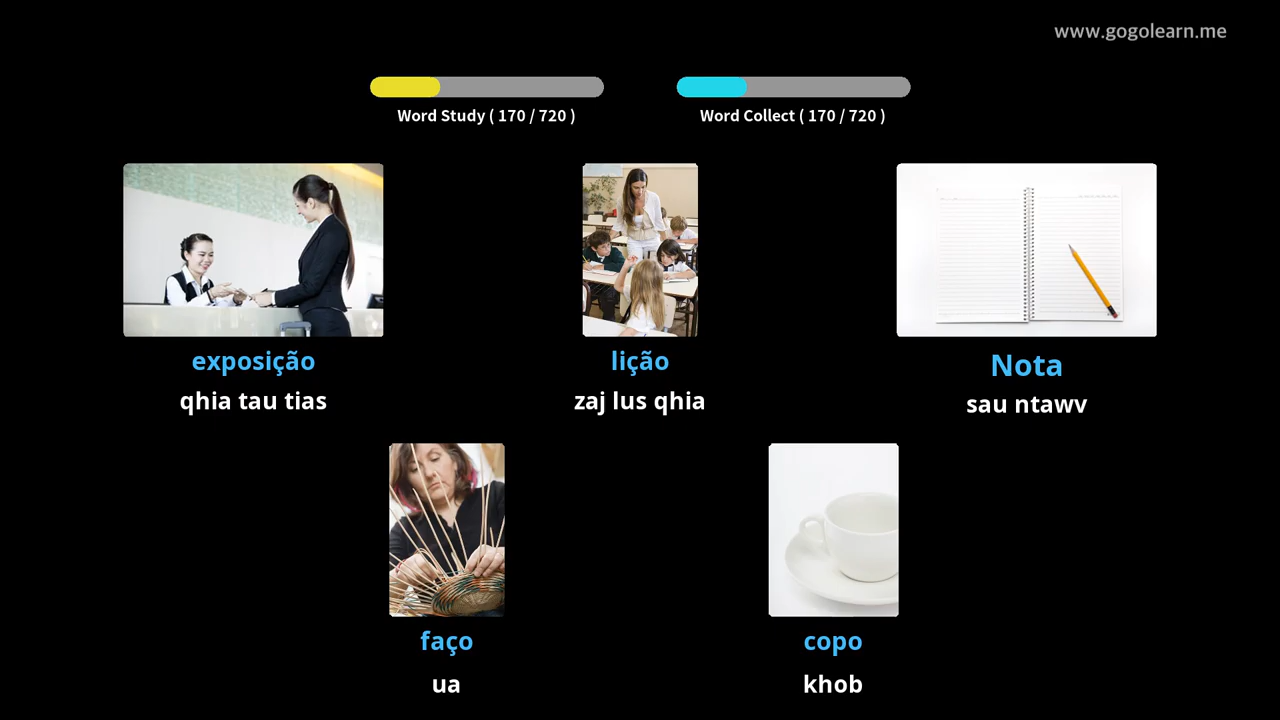 www.gogolearn.me
Word Study ( 170 / 720 )
Word Collect ( 170 / 720 )
exposição
qhia tau tias
lição
zaj lus qhia
Nota
sau ntawv
faço
ua
copo
khob